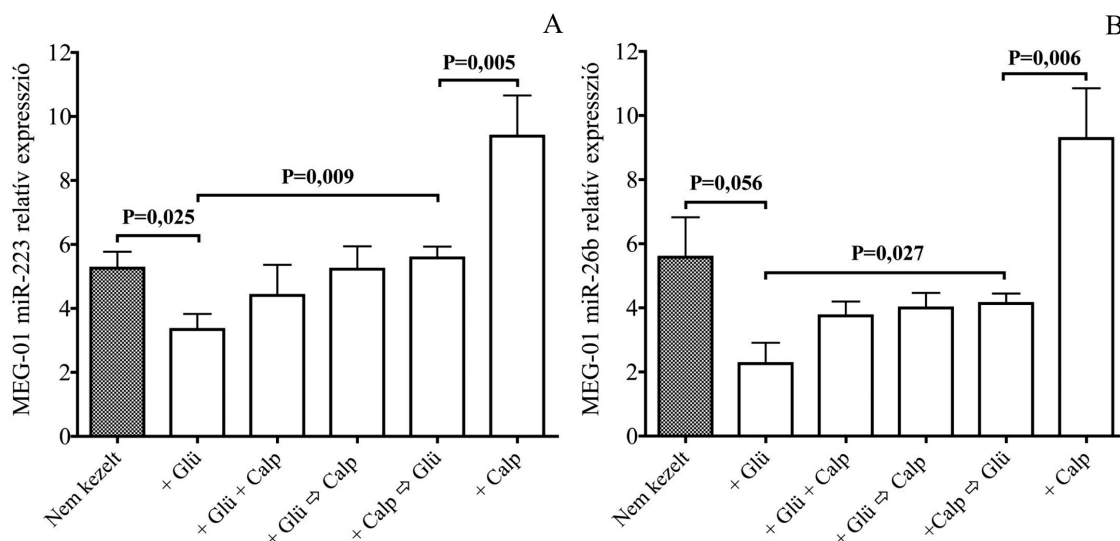 A
MEG-01 miR-223 relatív expresszió
12
10
8
6
4
2
0
P=0,025
P=0,009
P=0,005
Nem kezelt
+ Glü
+ Glü + Calp
+ Glü ⇨ Calp
+ Calp ⇨ Glü
+ Calp
B
MEG-01 miR-26b relatív expresszió
12
10
8
6
4
2
0
P=0,056
P=0,027
P=0,006
Nem kezelt
+ Glü
+ Glü + Calp
+ Glü ⇨ Calp
+Calp ⇨ Glü
+ Calp